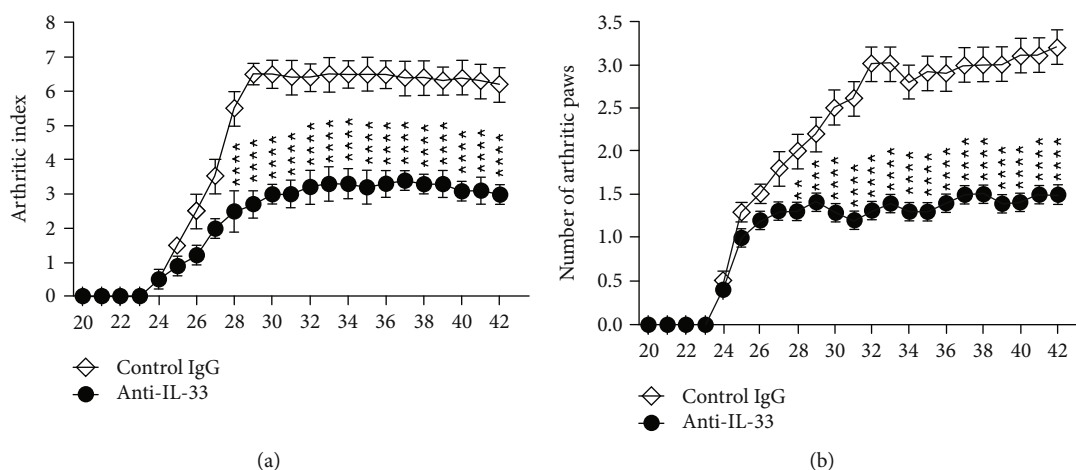 8
7
6
5
4
3
2
1
0
Arthritic index
20 22 24 26 28 30 32 34 36 38 40 42
Control IgG
Anti-IL-33
(a)
3.5
3.0
2.5
2.0
1.5
1.0
0.5
0.0
Number of arthritic paws
20 22 24 26 28 30 32 34 36 38 40 42
Control IgG
Anti-IL-33
(b)